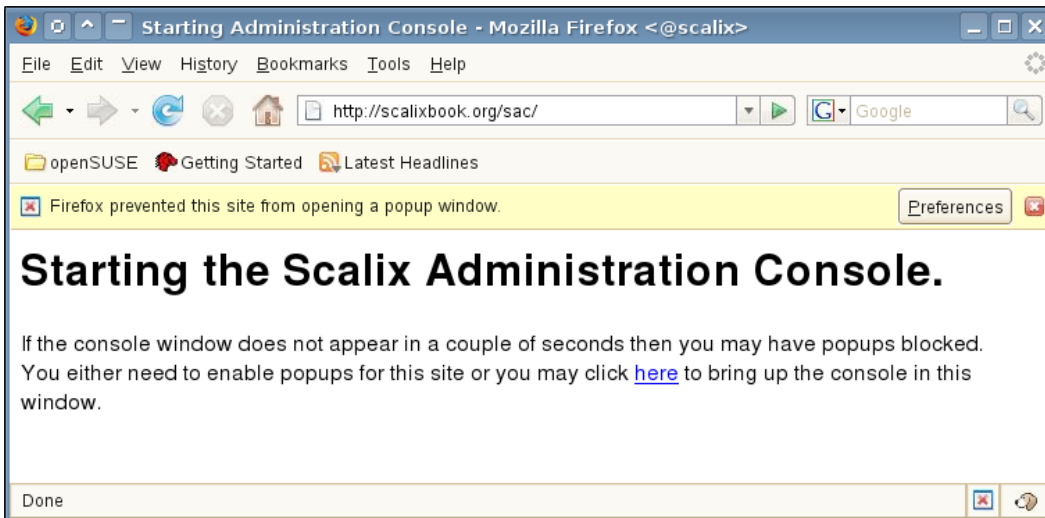 Starting Administration Console - Mozilla Firefox <@scalix>
File Edit View History Bookmarks Tools Help
http://scalixbook.org/sac/ G Google
openSUSE Getting Started Latest Headlines
Firefox prevented this site from opening a popup window. Preferences
Starting the Scalix Administration Console.
If the console window does not appear in a couple of seconds then you may have popups blocked.
You either need to enable popups for this site or you may click here to bring up the console in this
window.
Done